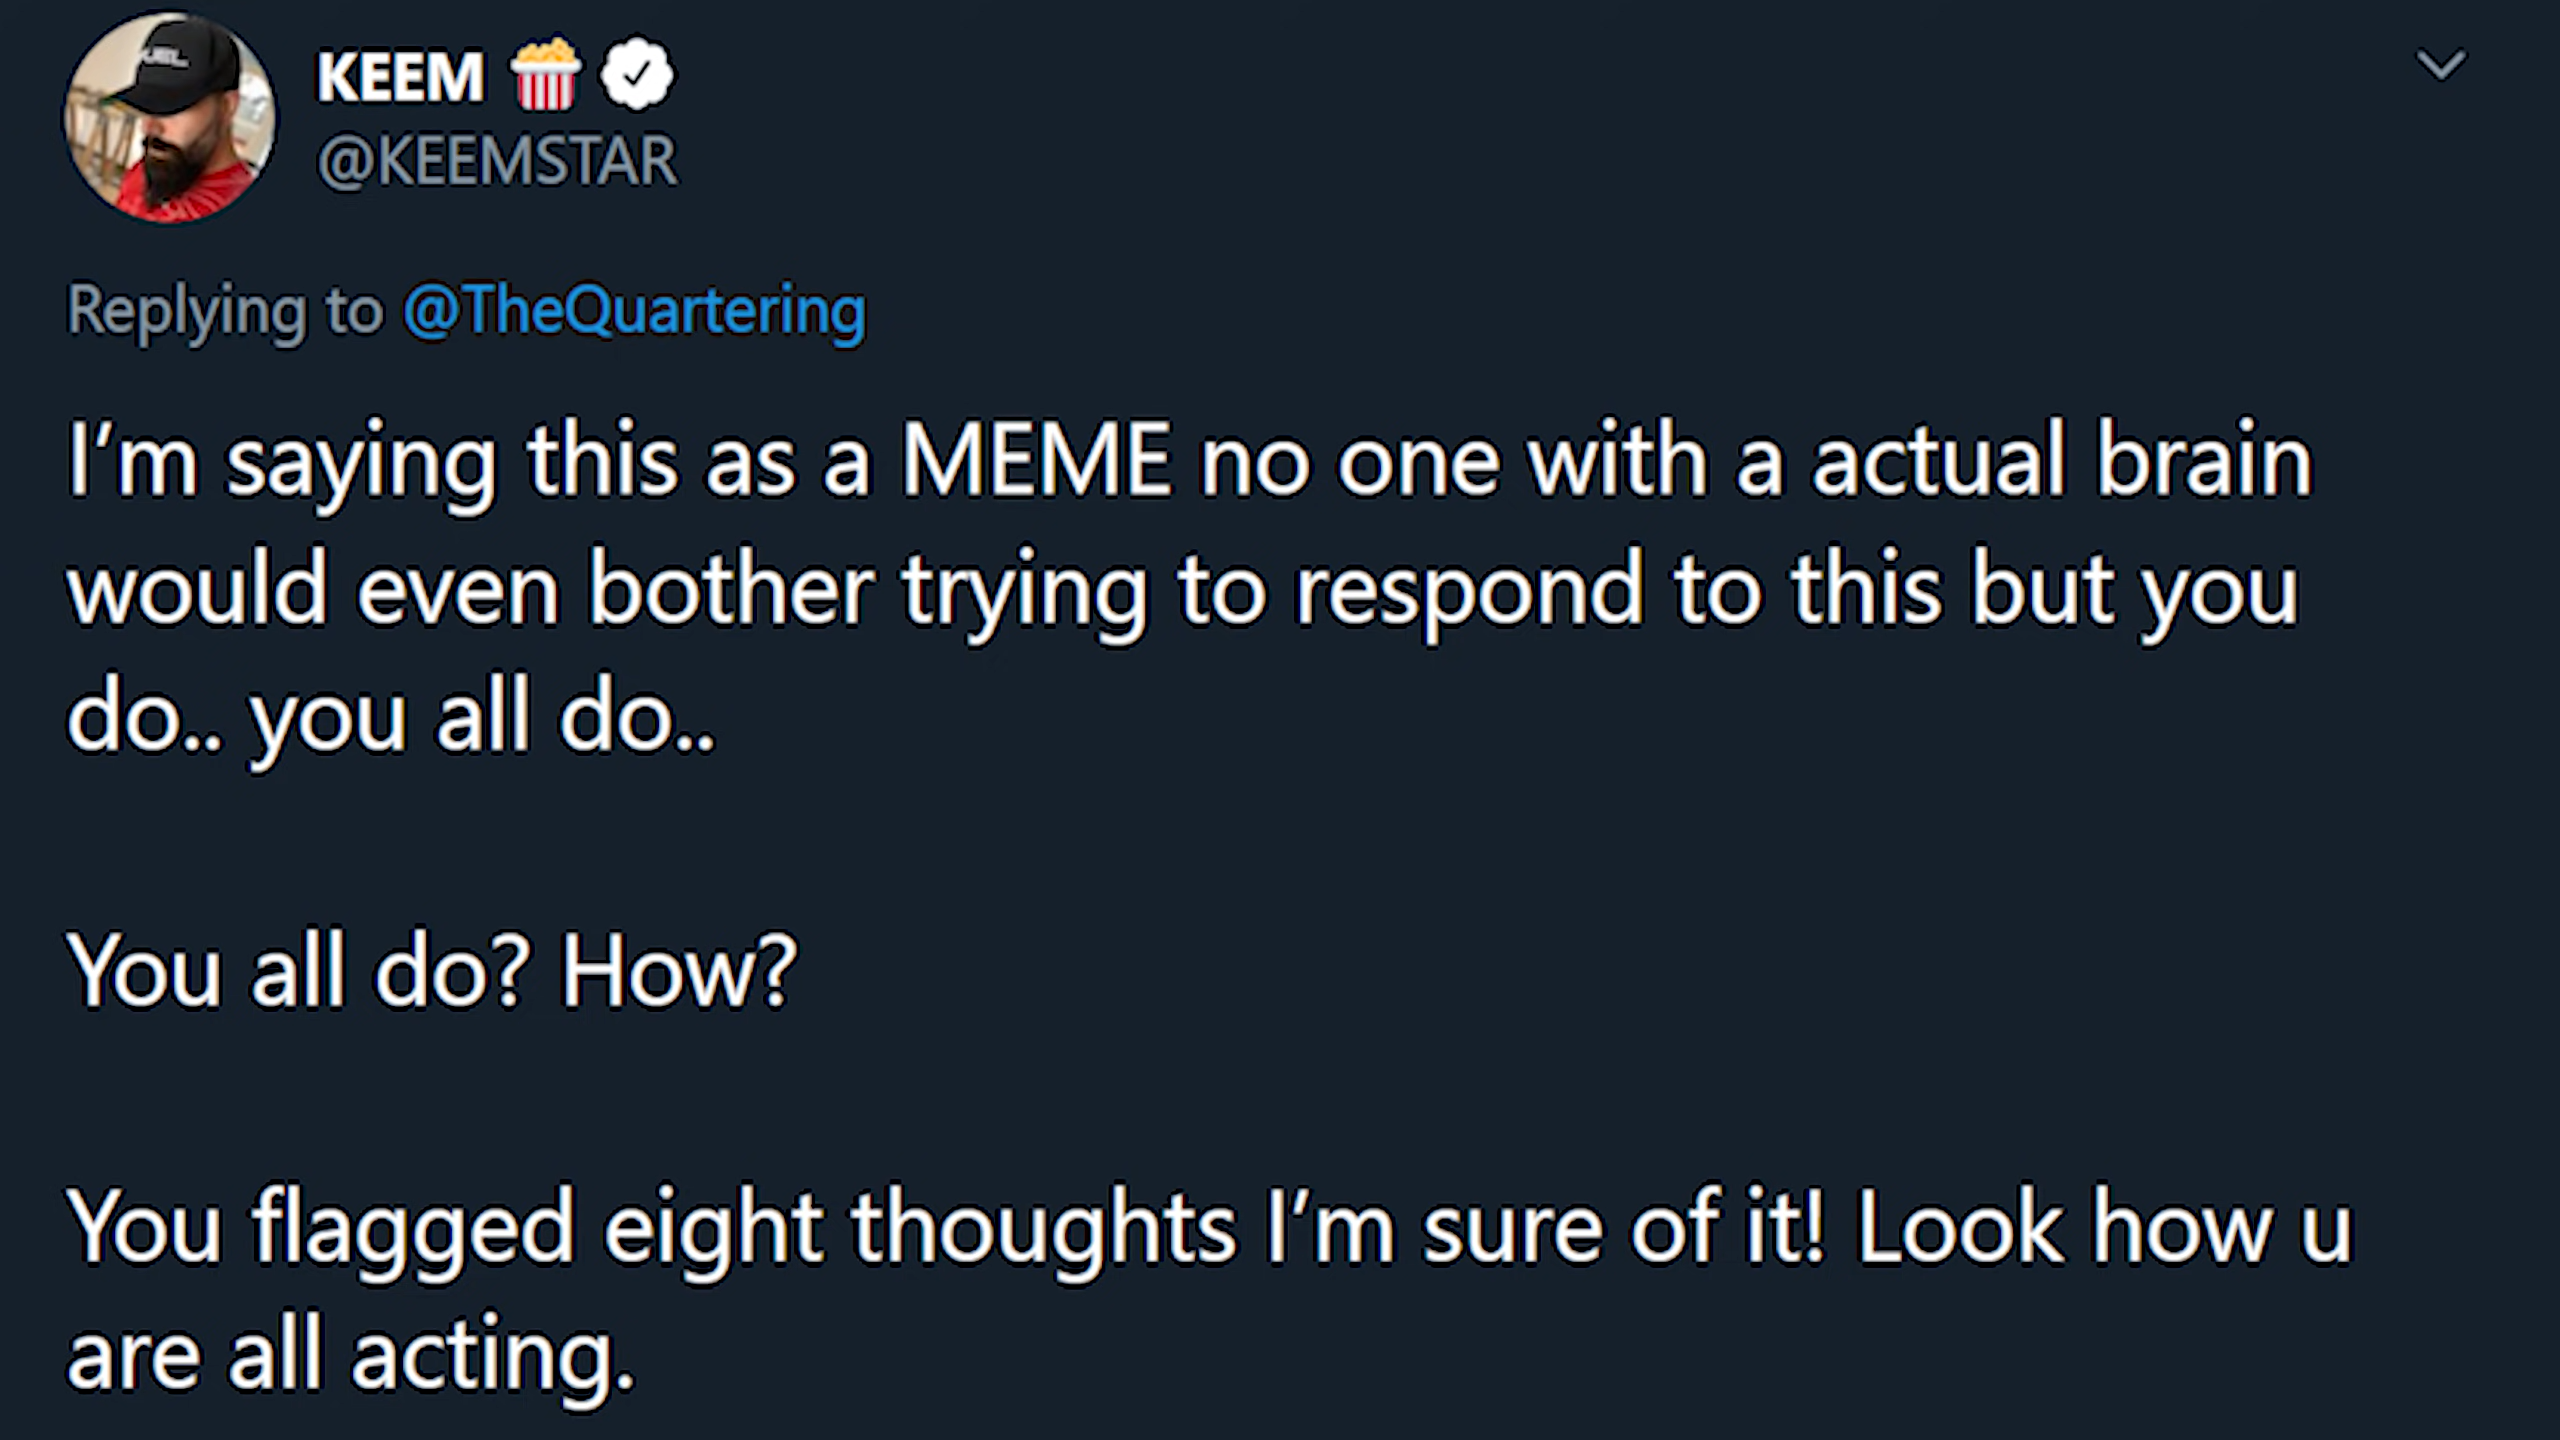 KEEM
@KEEMSTAR
Replying to @TheQuartering
I’m saying this as a MEME no one with a actual brain
would even bother trying to respond to this but you
do.. you all do..
You all do? How?
You flagged eight thoughts I’m sure of it! Look how u
are all acting.